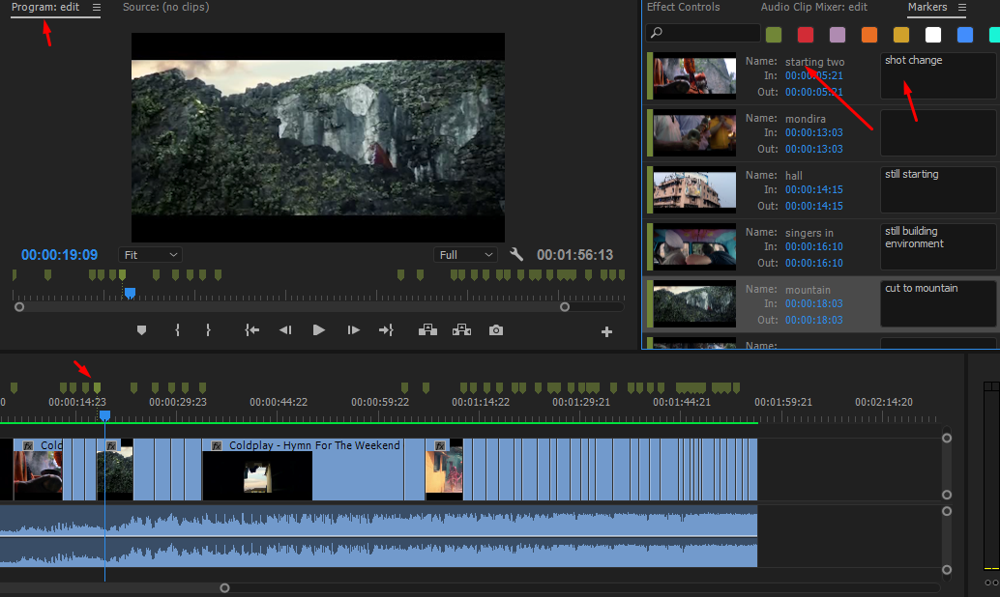 Program: edit
Source: (no clips)
Effect Controls
Audio Clip Mixer: edit
Markers
Name: starting two
In: 00:00:05:21
Out: 00:00:05:21
shot change
Name: mondira
In: 00:00:13:03
Out: 00:00:13:03
Name: hall
In: 00:00:14:15
Out: 00:00:14:15
still starting
Name: singers in
In: 00:00:16:10
Out: 00:00:16:10
still building
environment
Name: mountain
In: 00:00:18:03
Out: 00:00:18:03
cut to mountain
Name:
00:00:19:09
Fit
Full
00:01:56:13
0 00:00:14:23 00:00:29:23 00:00:44:22 00:00:59:22 00:01:14:22 00:01:29:21 00:01:44:21 00:01:59:21 00:02:14:20
fx Cold
fx
fx Coldplay - Hymn For The Weekend
fx